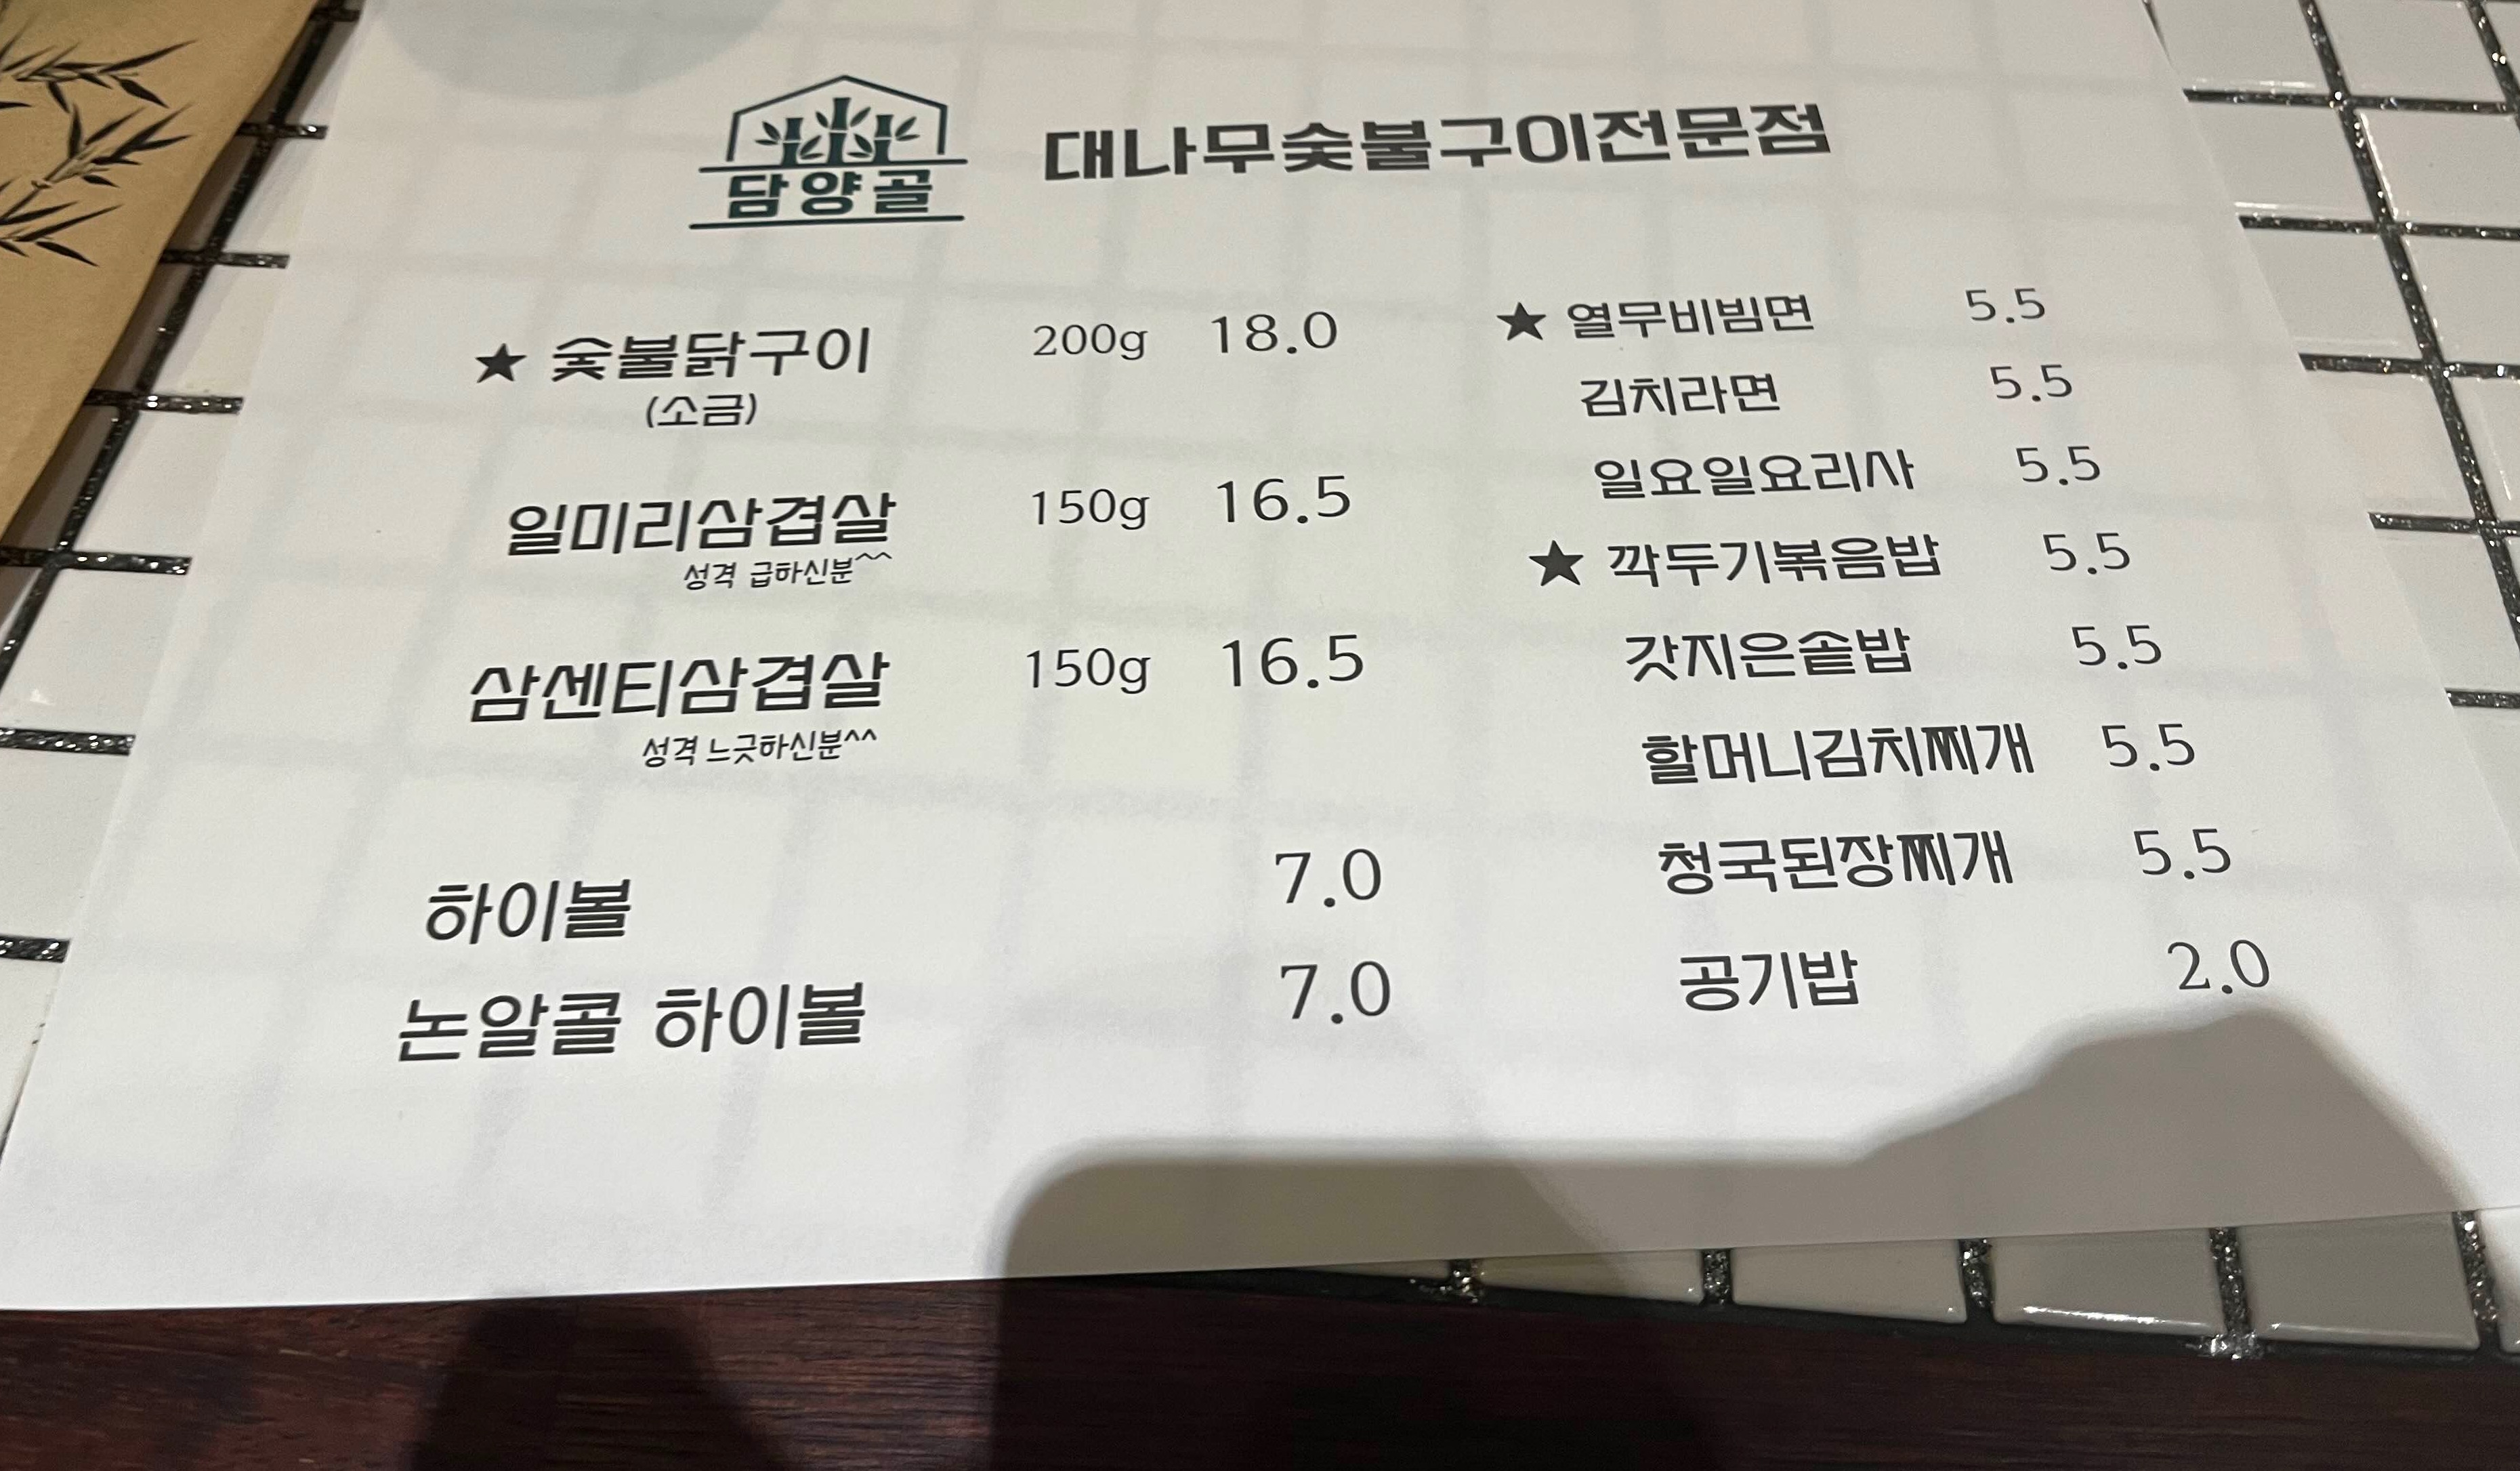 담양골
대나무숯불구이전문점
★ 숯불닭구이 200g 18.0
(소금)
일미리삼겹살 150g 16.5
성격 급하신분^^
삼센티삼겹살 150g 16.5
성격 느긋하신분^^
하이볼 7.0
논알콜 하이볼 7.0
★ 열무비빔면 5.5
김치라면 5.5
일요일요리사 5.5
★ 깍두기볶음밥 5.5
갓지은솥밥 5.5
할머니김치찌개 5.5
청국된장찌개 5.5
공기밥 2.0